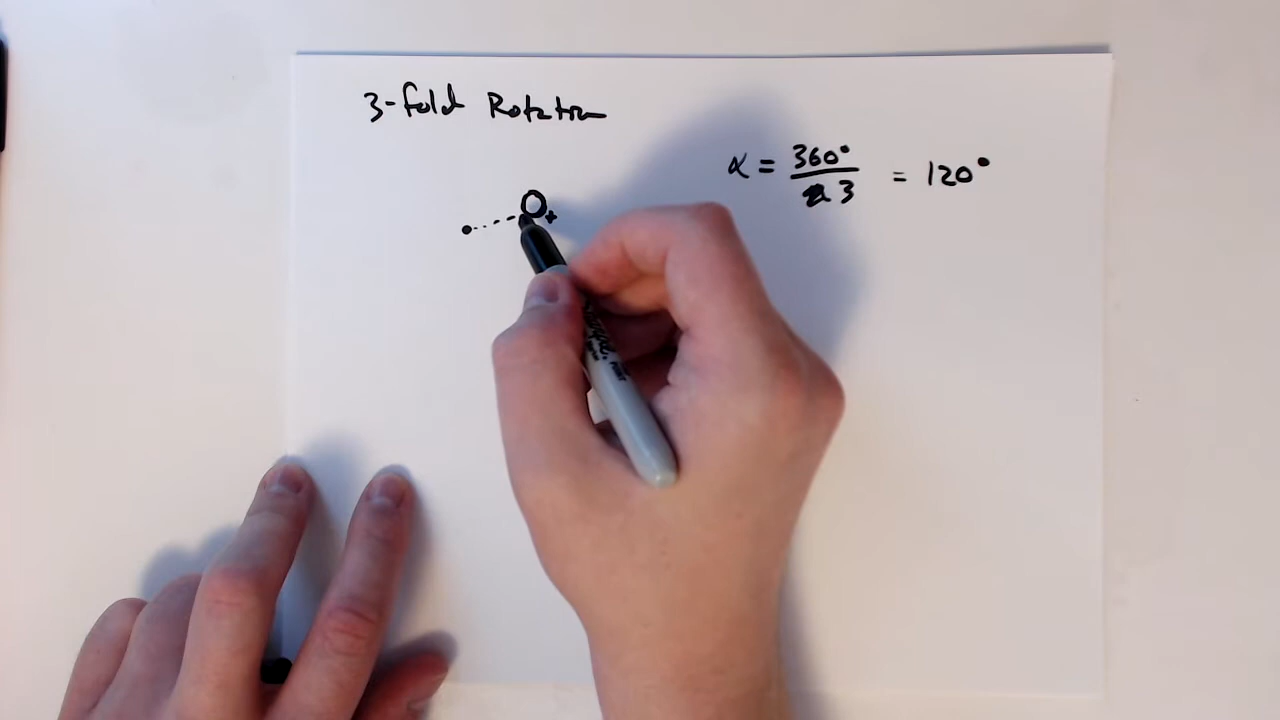 3-fold Rotation
α = 360° / 3 = 120°
O +